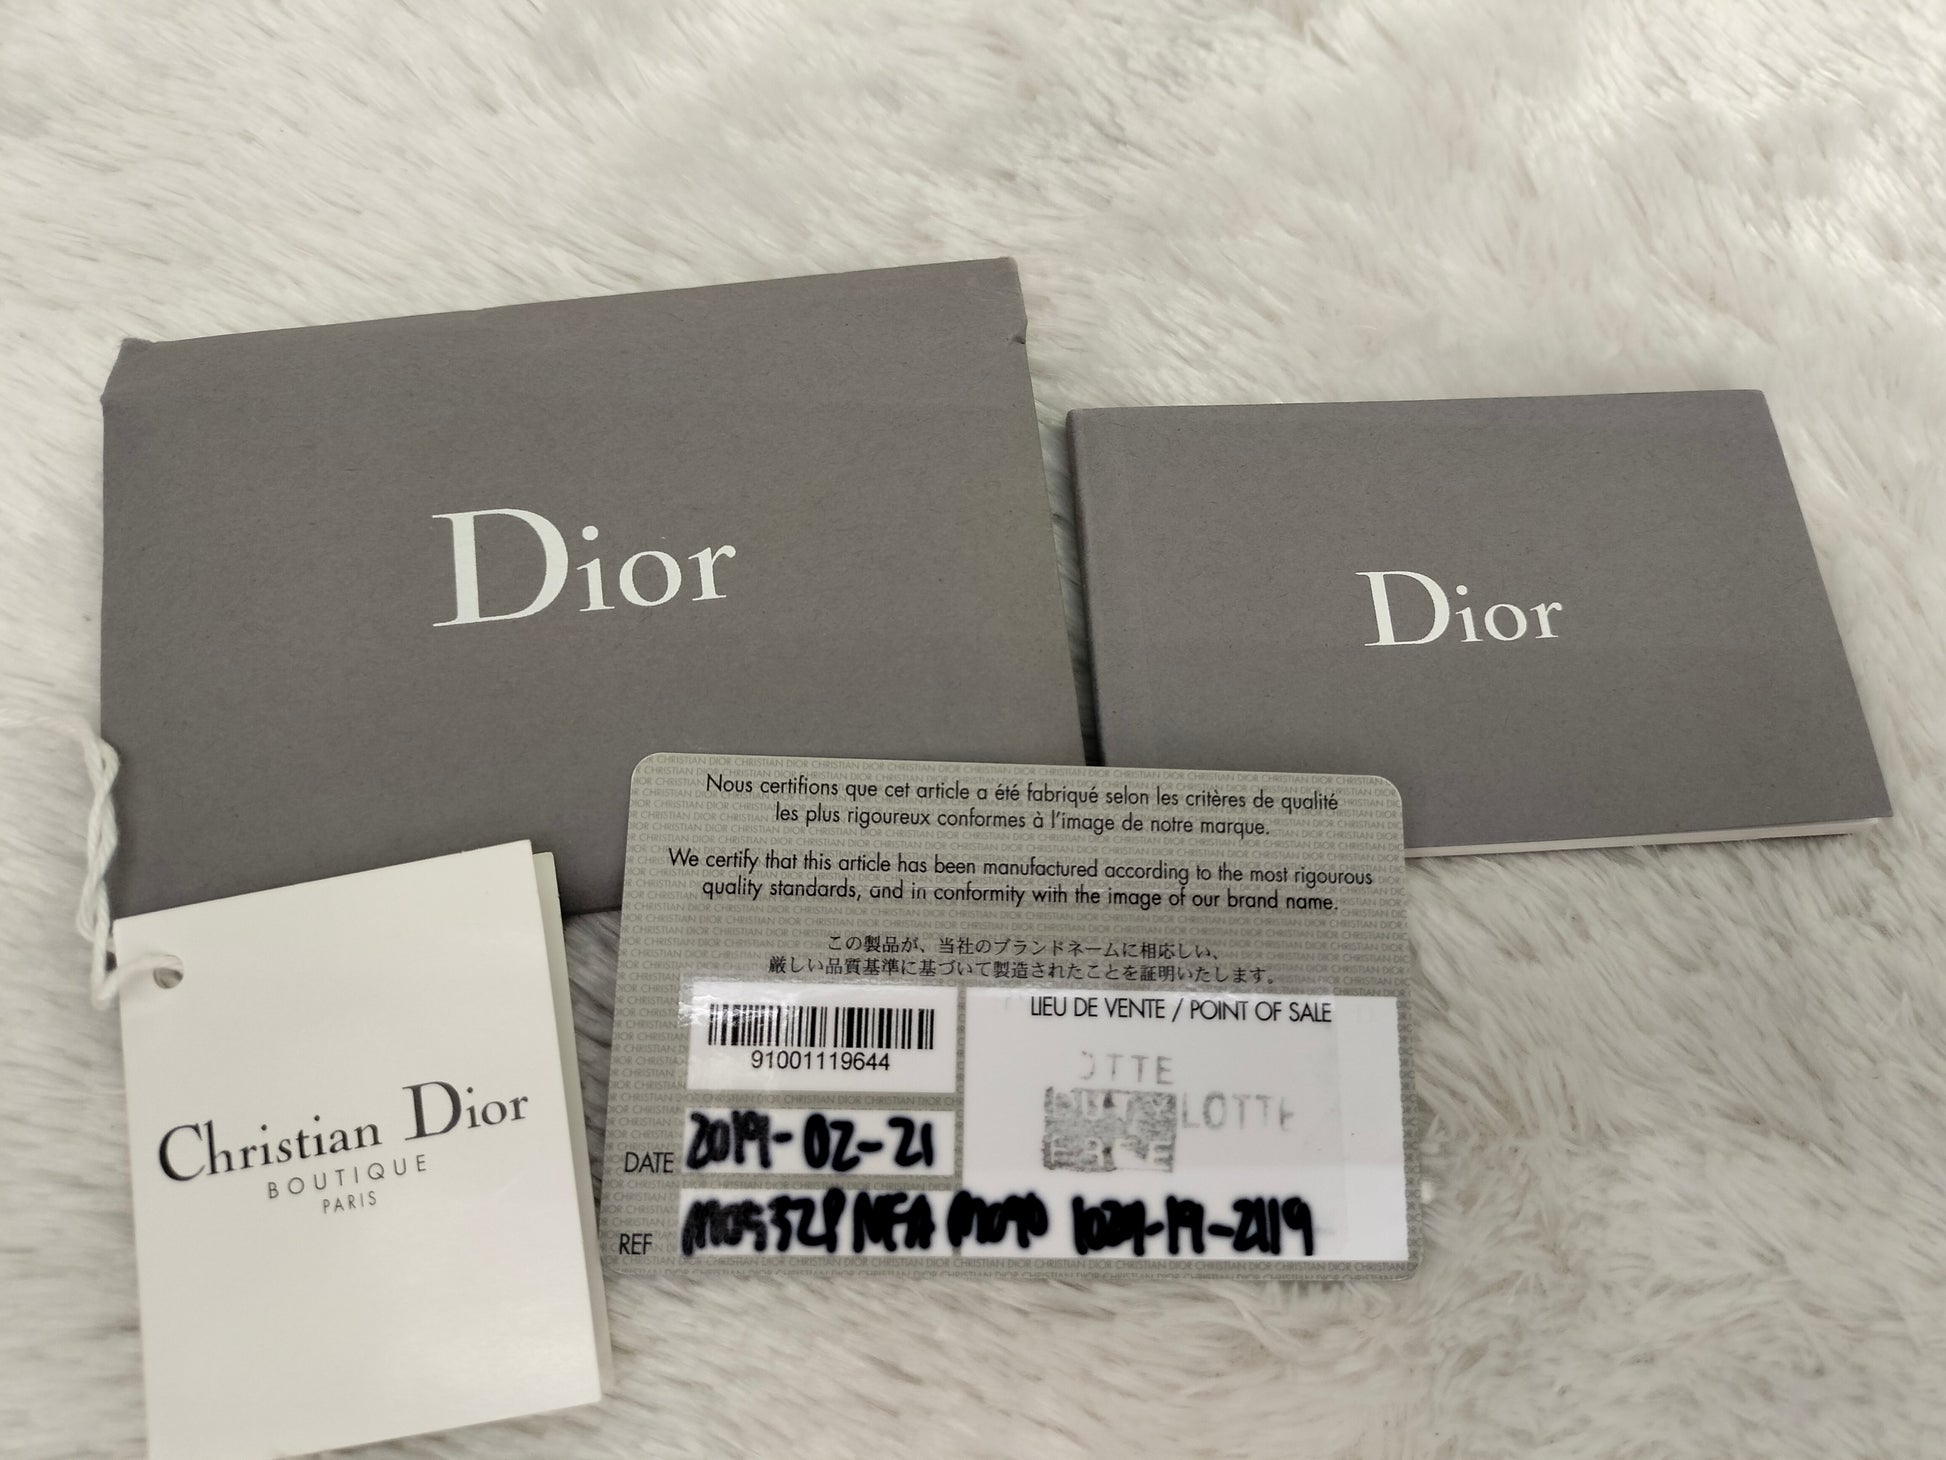 Dior
Dior
Nous certifions que cet article a été fabriqué selon les critères de qualité
les plus rigoureux conformes à l'image de notre marque.
We certify that this article has been manufactured according to the most rigourous
quality standards, and in conformity with the image of our brand name.
この製品が、当社のブランドネームに相応しい、
厳しい品質基準に基づいて製造されたことを証明いたします。
91001119644
LIEU DE VENTE / POINT OF SALE
OTTE
LOTTE
DATE 2019-02-21
REF 1024-19-2119
Christian Dior
BOUTIQUE
PARIS